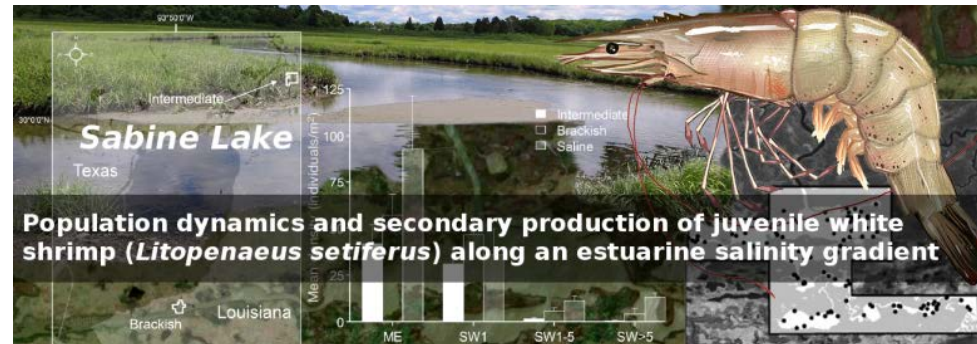 93°50'0"W
N
Intermediate
30°0'0"N
Sabine Lake
Texas
125
100
75
25
0
Intermediate
Brackish
Saline
(individuals/m²)
Population dynamics and secondary production of juvenile white
shrimp (Litopenaeus setiferus) along an estuarine salinity gradient
Brackish
Louisiana
ME
SW1
SW1-5
SW>5